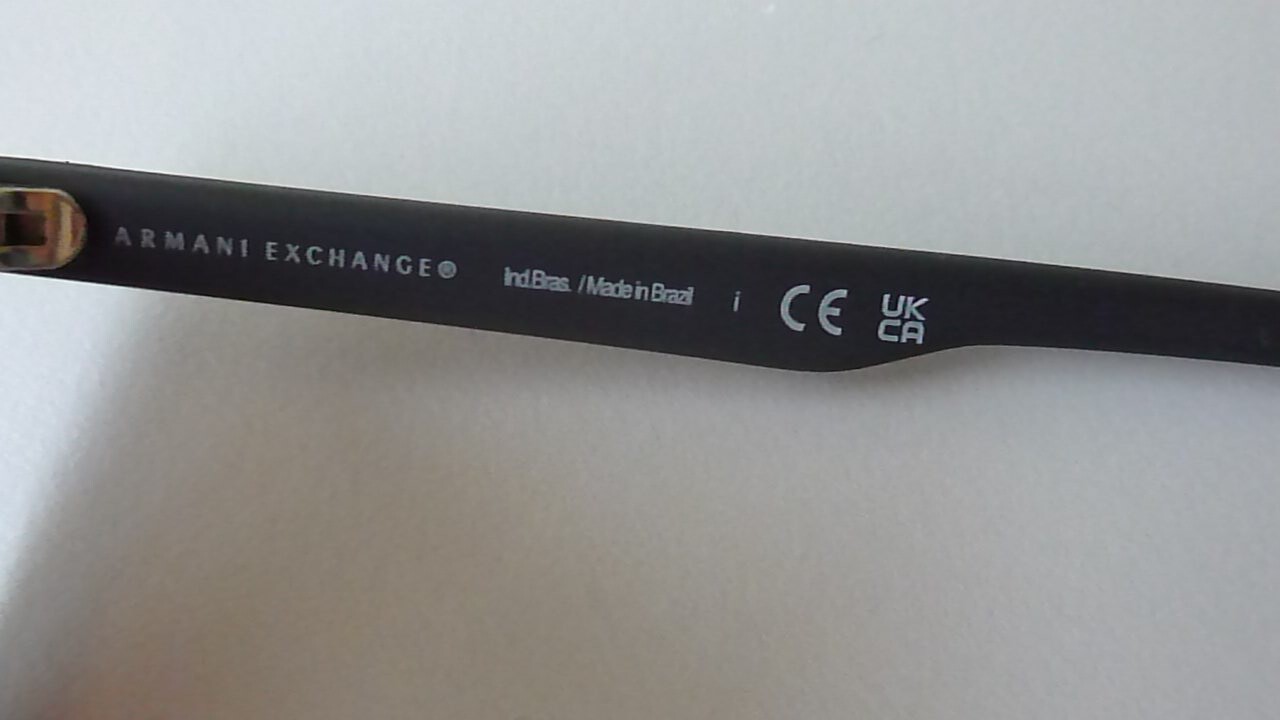 ARMANI EXCHANGE® Ind.Bras. / Made in Brazil i CE UK
CA